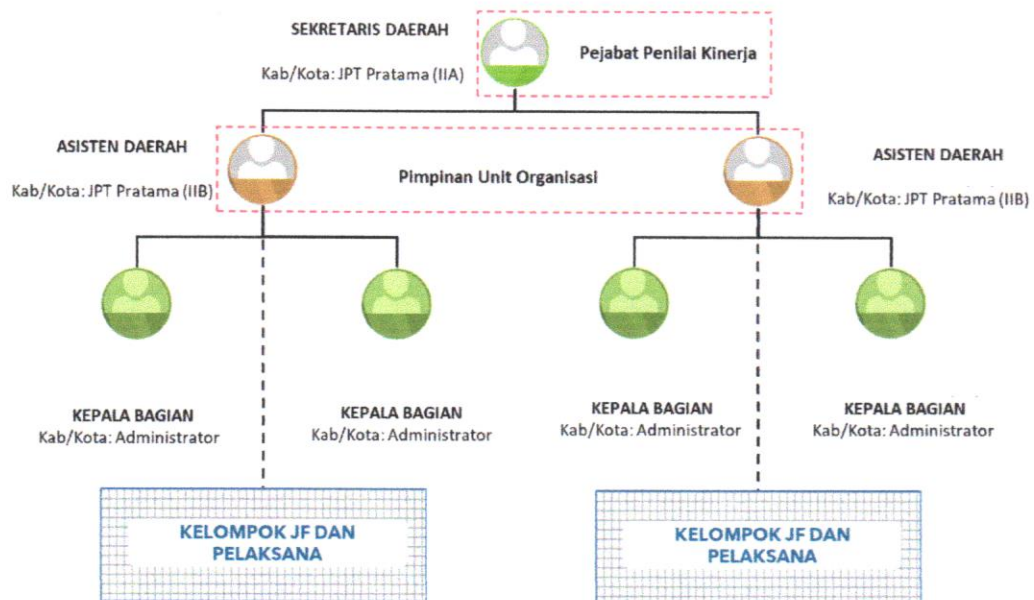 SEKRETARIS DAERAH
Kab/Kota: JPT Pratama (IIA)
Pejabat Penilai Kinerja
ASISTEN DAERAH
Kab/Kota: JPT Pratama (IIB)
Pimpinan Unit Organisasi
ASISTEN DAERAH
Kab/Kota: JPT Pratama (IIB)
KEPALA BAGIAN
Kab/Kota: Administrator
KEPALA BAGIAN
Kab/Kota: Administrator
KEPALA BAGIAN
Kab/Kota: Administrator
KEPALA BAGIAN
Kab/Kota: Administrator
KELOMPOK JF DAN
PELAKSANA
KELOMPOK JF DAN
PELAKSANA